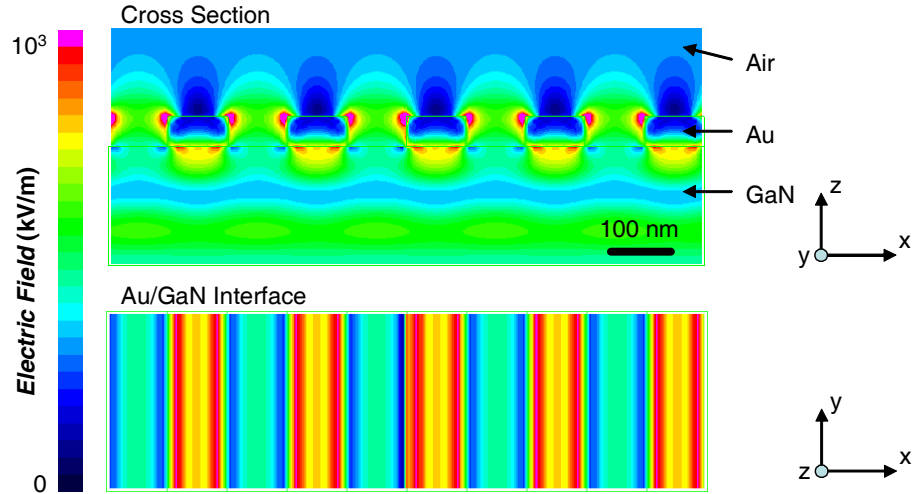 Cross Section
10³
Air
Au
GaN
100 nm
z
y
x
Electric Field (kV/m)
Au/GaN Interface
y
z
x
0